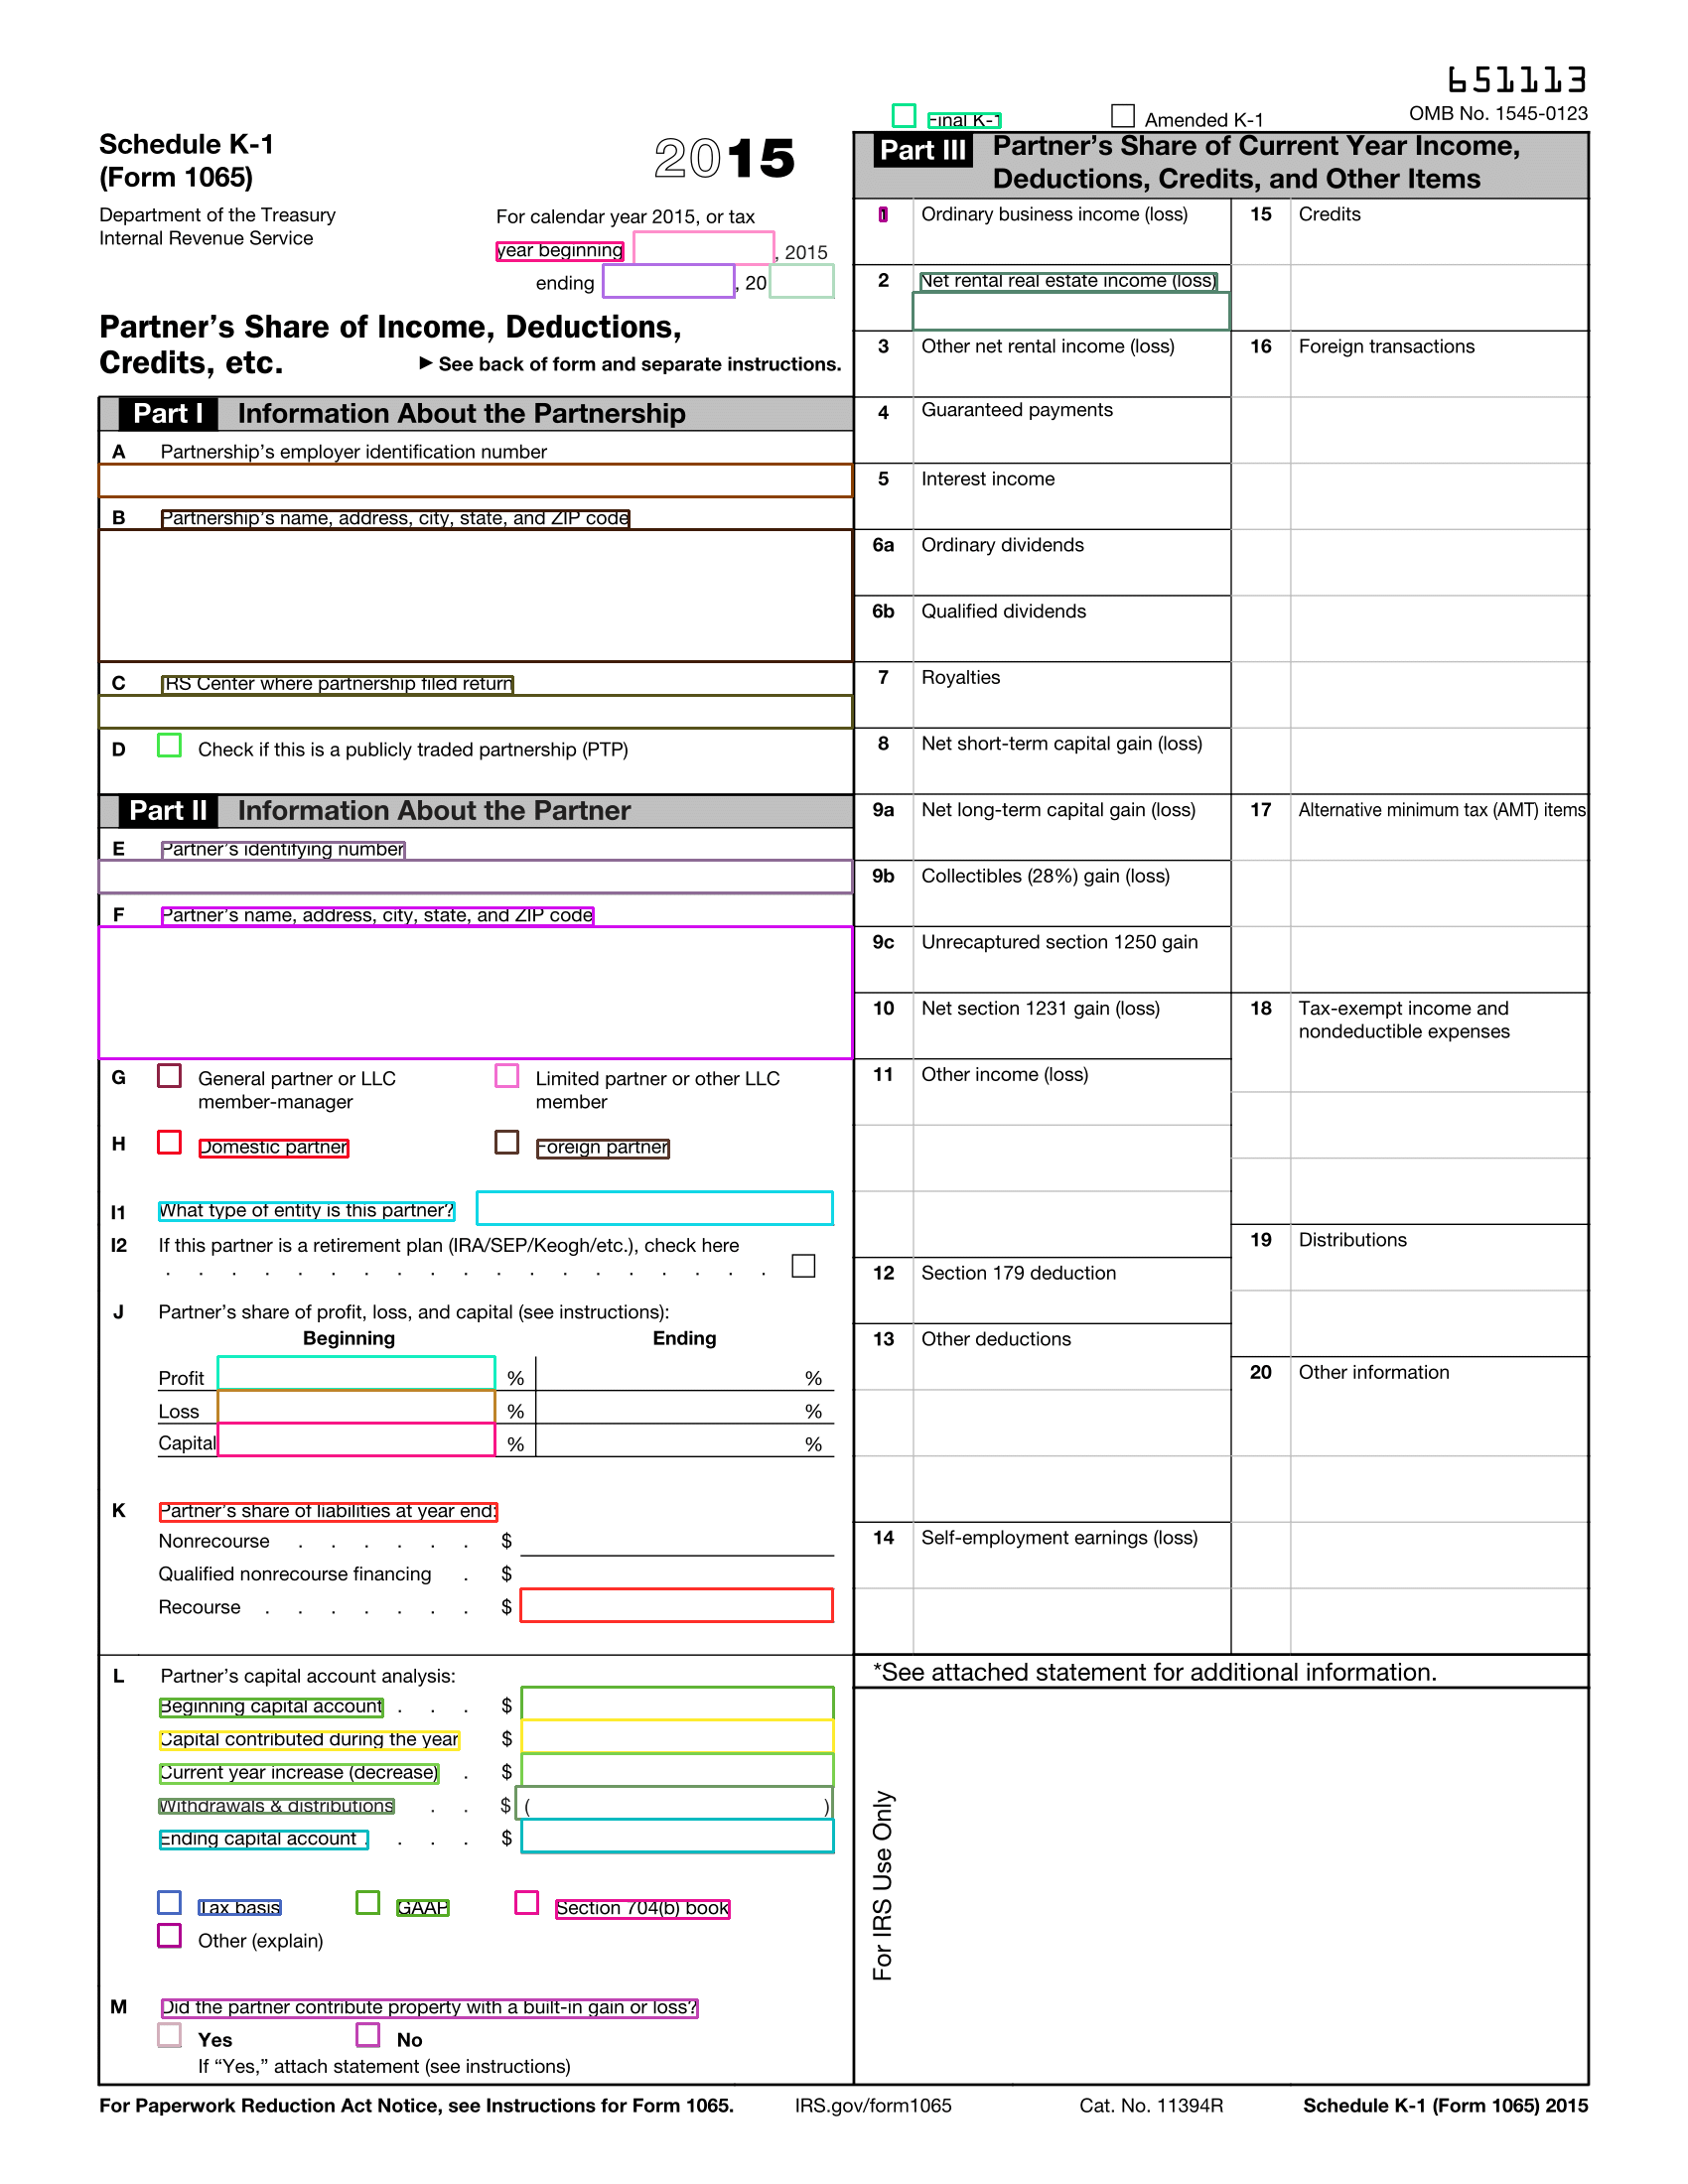 651113
Final K-1
Amended K-1
OMB No. 1545-0123
Schedule K-1
(Form 1065)
2015
Department of the Treasury
Internal Revenue Service
For calendar year 2015, or tax
year beginning , 2015
ending , 20
Partner’s Share of Income, Deductions,
Credits, etc.
▶ See back of form and separate instructions.
Part I Information About the Partnership
A Partnership’s employer identification number
B Partnership’s name, address, city, state, and ZIP code
C IRS Center where partnership filed return
D Check if this is a publicly traded partnership (PTP)
Part II Information About the Partner
E Partner’s identifying number
F Partner’s name, address, city, state, and ZIP code
G General partner or LLC
member-manager
Limited partner or other LLC
member
H Domestic partner
Foreign partner
I1 What type of entity is this partner?
I2 If this partner is a retirement plan (IRA/SEP/Keogh/etc.), check here
. . . . . . . . . . . . . . . . . . .
J Partner’s share of profit, loss, and capital (see instructions):
Beginning Ending
Profit % %
Loss % %
Capital % %
K Partner’s share of liabilities at year end:
Nonrecourse . . . . . . $
Qualified nonrecourse financing . $
Recourse . . . . . . . $
L Partner’s capital account analysis:
Beginning capital account . . . $
Capital contributed during the year $
Current year increase (decrease) . $
Withdrawals & distributions . . $ ( )
Ending capital account . . . . $
Tax basis GAAP Section 704(b) book
Other (explain)
M Did the partner contribute property with a built-in gain or loss?
Yes No
If “Yes,” attach statement (see instructions)
Part III Partner’s Share of Current Year Income,
Deductions, Credits, and Other Items
1 Ordinary business income (loss)
2 Net rental real estate income (loss)
3 Other net rental income (loss)
4 Guaranteed payments
5 Interest income
6a Ordinary dividends
6b Qualified dividends
7 Royalties
8 Net short-term capital gain (loss)
9a Net long-term capital gain (loss)
9b Collectibles (28%) gain (loss)
9c Unrecaptured section 1250 gain
10 Net section 1231 gain (loss)
11 Other income (loss)
12 Section 179 deduction
13 Other deductions
14 Self-employment earnings (loss)
15 Credits
16 Foreign transactions
17 Alternative minimum tax (AMT) items
18 Tax-exempt income and
nondeductible expenses
19 Distributions
20 Other information
*See attached statement for additional information.
For IRS Use Only
For Paperwork Reduction Act Notice, see Instructions for Form 1065.
IRS.gov/form1065
Cat. No. 11394R
Schedule K-1 (Form 1065) 2015